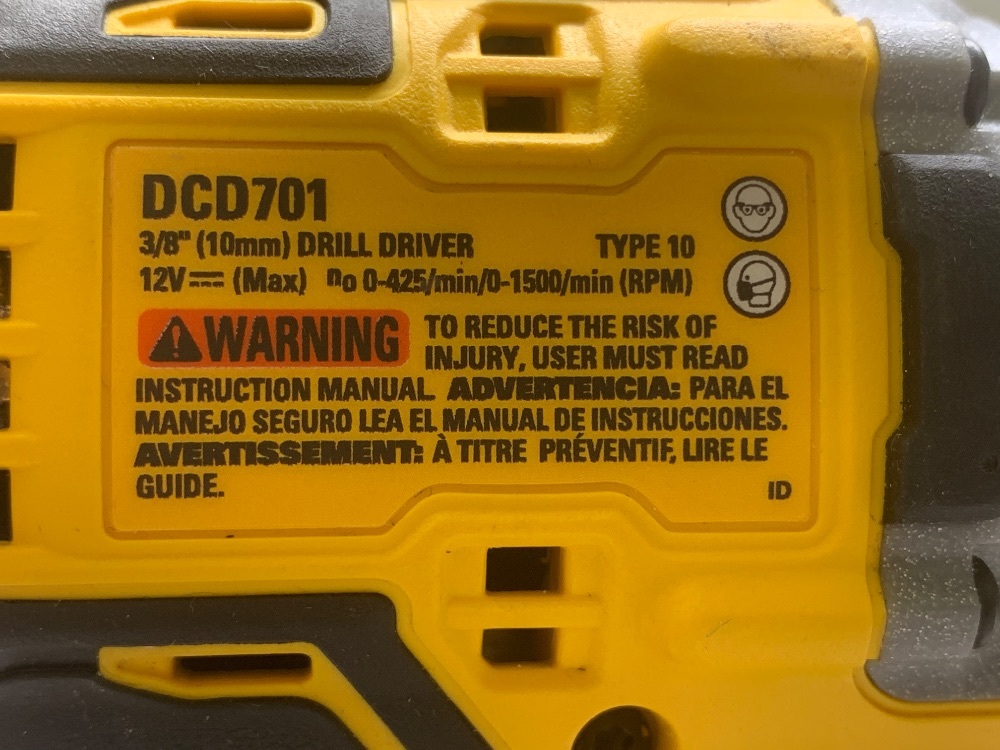 DCD701
3/8" (10mm) DRILL DRIVER TYPE 10
12V⎓ (Max) no 0-425/min/0-1500/min (RPM)
⚠WARNING TO REDUCE THE RISK OF
INJURY, USER MUST READ
INSTRUCTION MANUAL. ADVERTENCIA: PARA EL
MANEJO SEGURO LEA EL MANUAL DE INSTRUCCIONES.
AVERTISSEMENT: À TITRE PRÉVENTIF, LIRE LE
GUIDE. ID